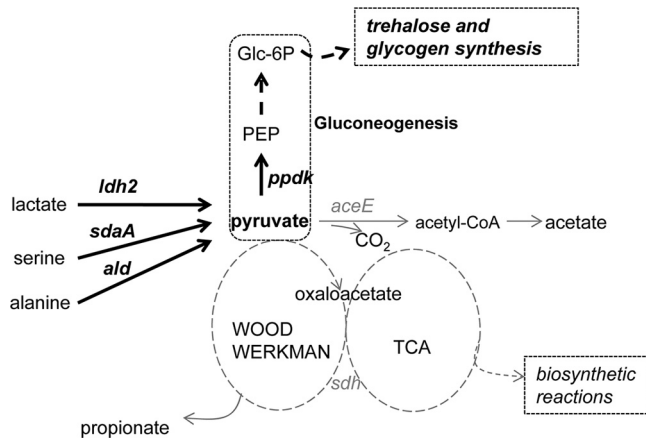 trehalose and
glycogen synthesis
Glc-6P
PEP
Gluconeogenesis
ppdk
ldh2
lactate
aceE
sdaA
pyruvate
acetyl-CoA
acetate
CO2
serine
ald
alanine
oxaloacetate
WOOD
WERKMAN
TCA
sdh
biosynthetic
reactions
propionate